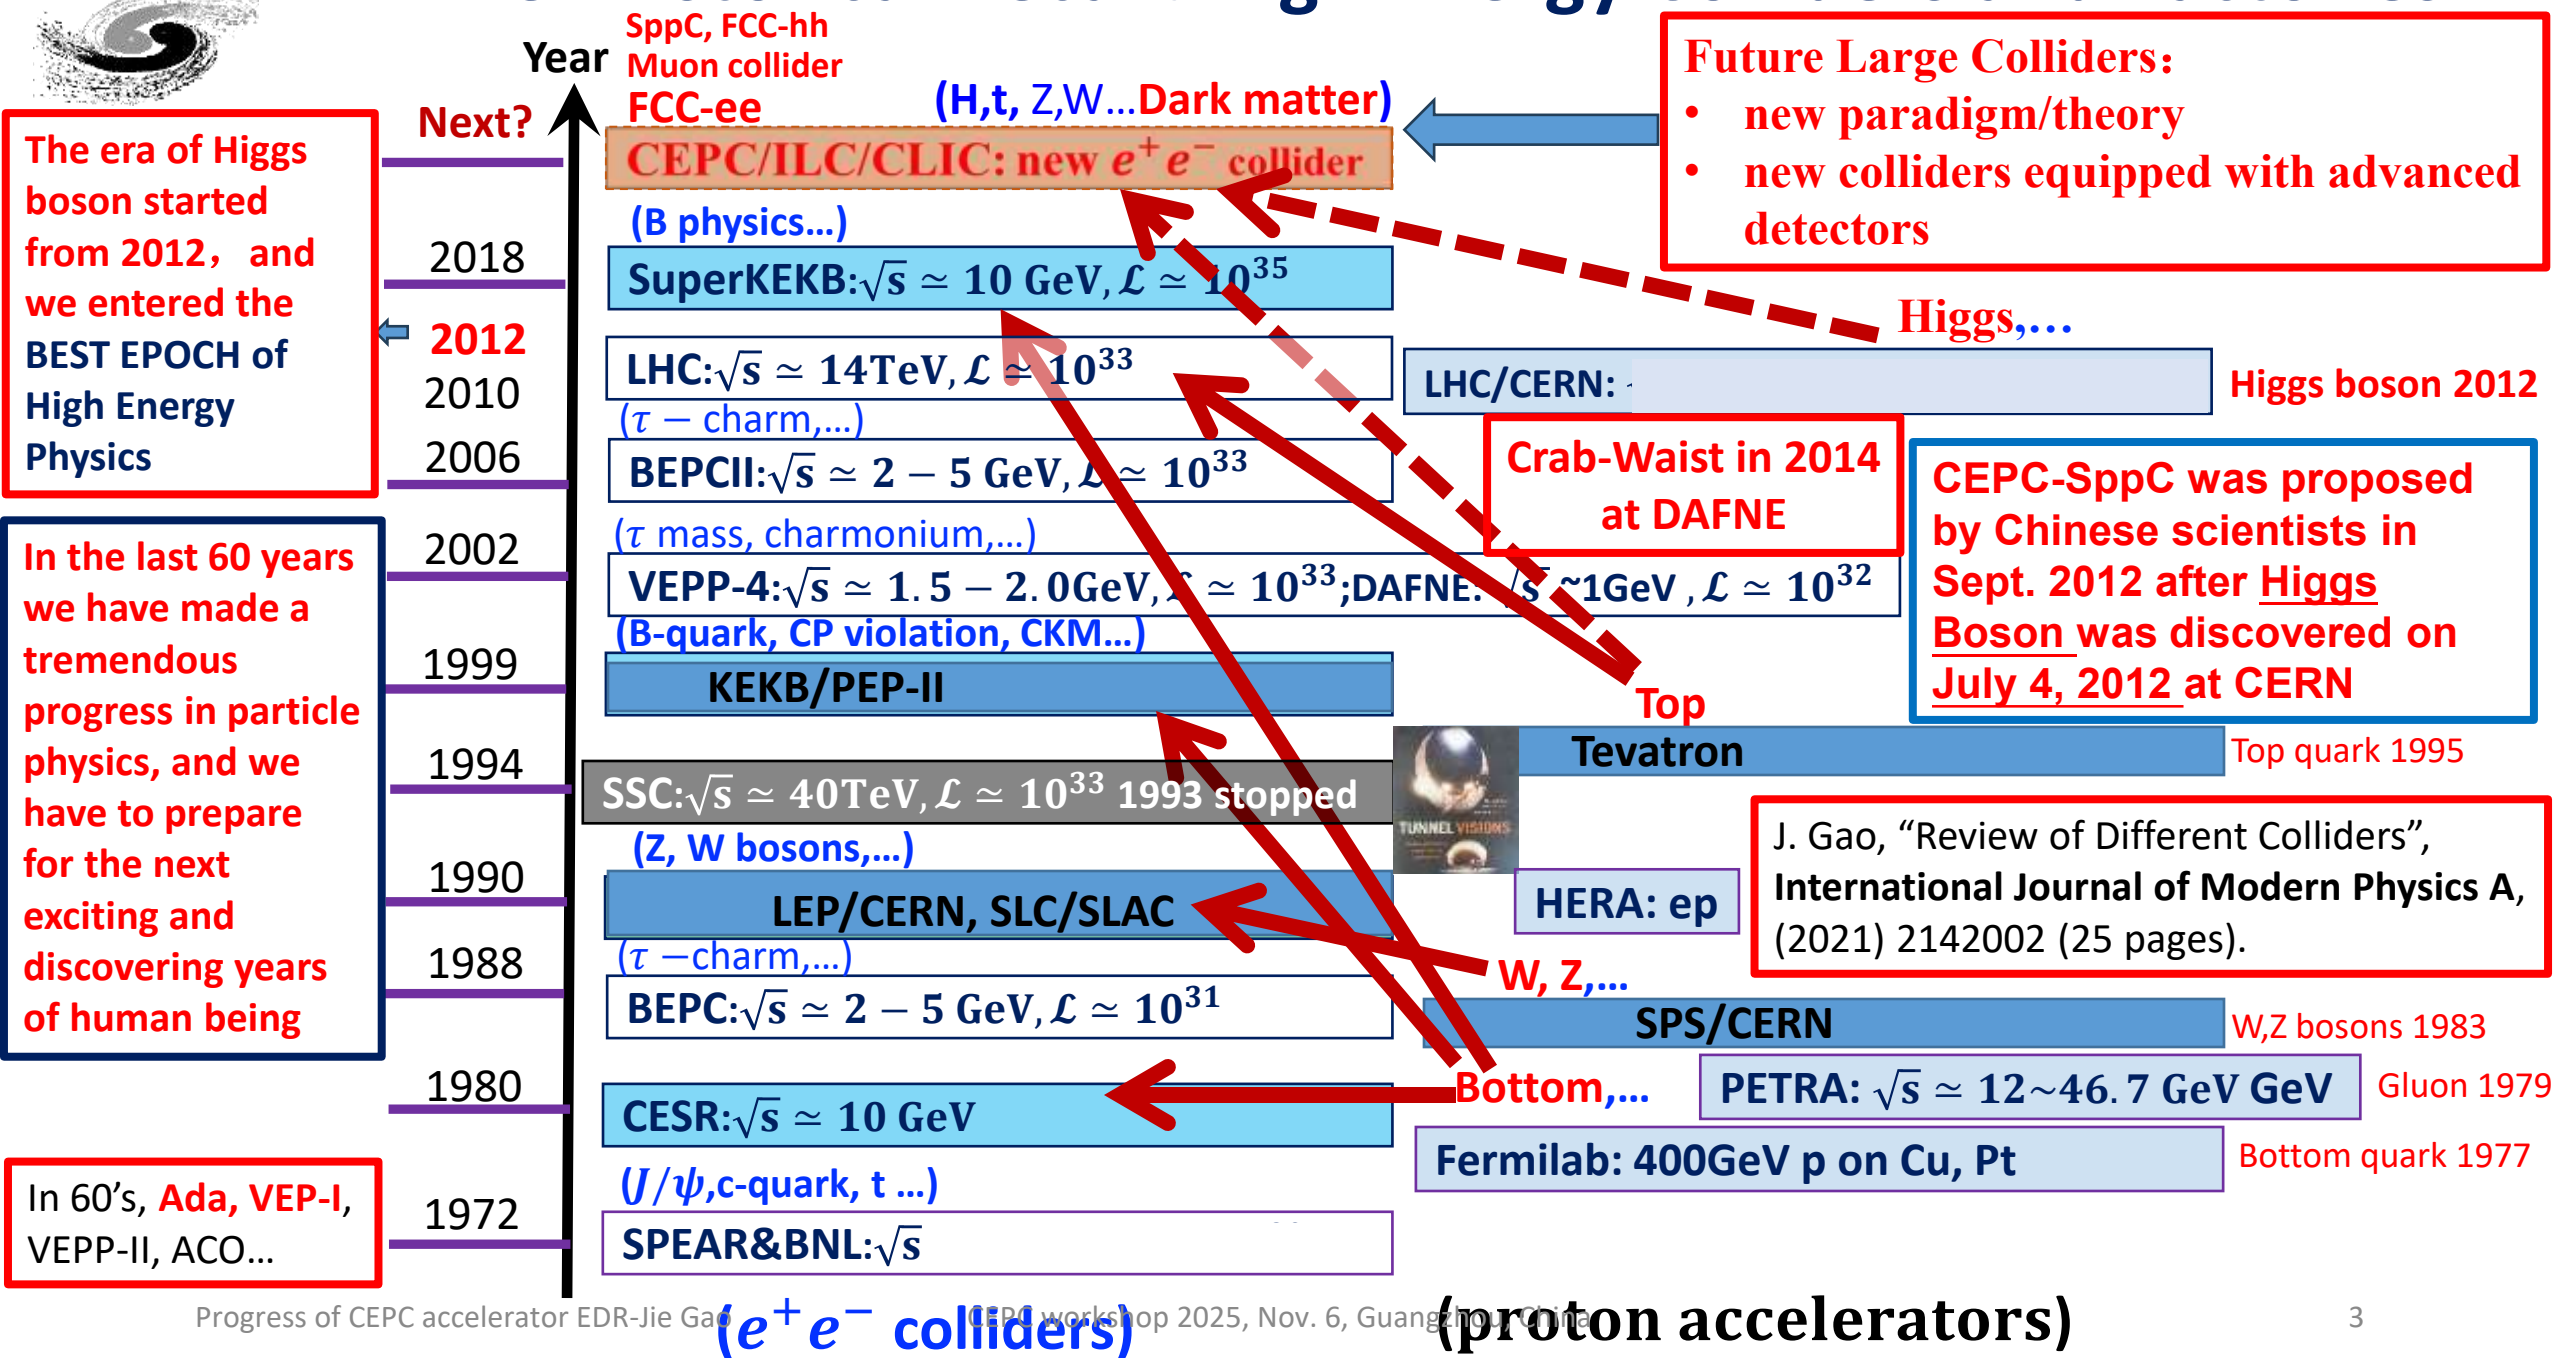 Year
SppC, FCC-hh
Muon collider
FCC-ee
(H,t, Z,W...Dark matter)
Next?
CEPC/ILC/CLIC: new e⁺e⁻ collider
Future Large Colliders：
• new paradigm/theory
• new colliders equipped with advanced
detectors
The era of Higgs
boson started
from 2012， and
we entered the
BEST EPOCH of
High Energy
Physics
(B physics...)
2018
SuperKEKB:√s ≃ 10 GeV, ℒ ≃ 10³⁵
Higgs,...
2012
2010
LHC:√s ≃ 14TeV, ℒ ≃ 10³³
LHC/CERN:
Higgs boson 2012
(τ − charm,...)
2006
BEPCII:√s ≃ 2 − 5 GeV, ℒ ≃ 10³³
Crab-Waist in 2014
at DAFNE
CEPC-SppC was proposed
by Chinese scientists in
Sept. 2012 after Higgs
Boson was discovered on
July 4, 2012 at CERN
In the last 60 years
we have made a
tremendous
progress in particle
physics, and we
have to prepare
for the next
exciting and
discovering years
of human being
(τ mass, charmonium,...)
2002
VEPP-4:√s ≃ 1.5 − 2.0GeV, ℒ ≃ 10³³;DAFNE: √s ~1GeV , ℒ ≃ 10³²
(B-quark, CP violation, CKM...)
1999
KEKB/PEP-II
Top
Tevatron
Top quark 1995
1994
SSC:√s ≃ 40TeV, ℒ ≃ 10³³ 1993 stopped
TUNNEL VISIONS
(Z, W bosons,...)
J. Gao, “Review of Different Colliders”,
International Journal of Modern Physics A,
(2021) 2142002 (25 pages).
1990
LEP/CERN, SLC/SLAC
HERA: ep
(τ −charm,...)
1988
W, Z,...
BEPC:√s ≃ 2 − 5 GeV, ℒ ≃ 10³¹
SPS/CERN
W,Z bosons 1983
1980
CESR:√s ≃ 10 GeV
Bottom,...
PETRA: √s ≃ 12~46.7 GeV GeV
Gluon 1979
Fermilab: 400GeV p on Cu, Pt
Bottom quark 1977
(J/ψ,c-quark, t ...)
In 60’s, Ada, VEP-I,
VEPP-II, ACO...
1972
SPEAR&BNL:√s
(e⁺e⁻ colliders)
(proton accelerators)
Progress of CEPC accelerator EDR-Jie Gao
CEPC workshop 2025, Nov. 6, Guangzhou, China
3